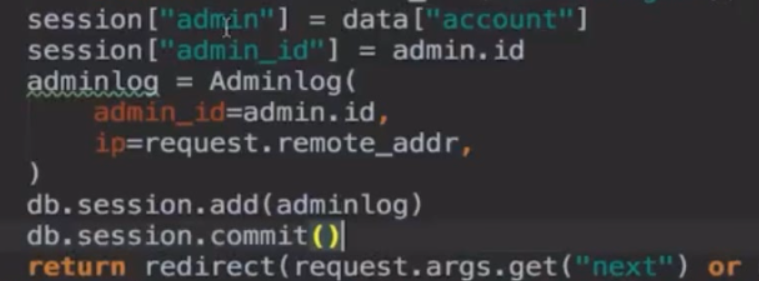 session["admin"] = data["account"]
session["admin_id"] = admin.id
adminlog = Adminlog(
    admin_id=admin.id,
    ip=request.remote_addr,
)
db.session.add(adminlog)
db.session.commit()
return redirect(request.args.get("next") or